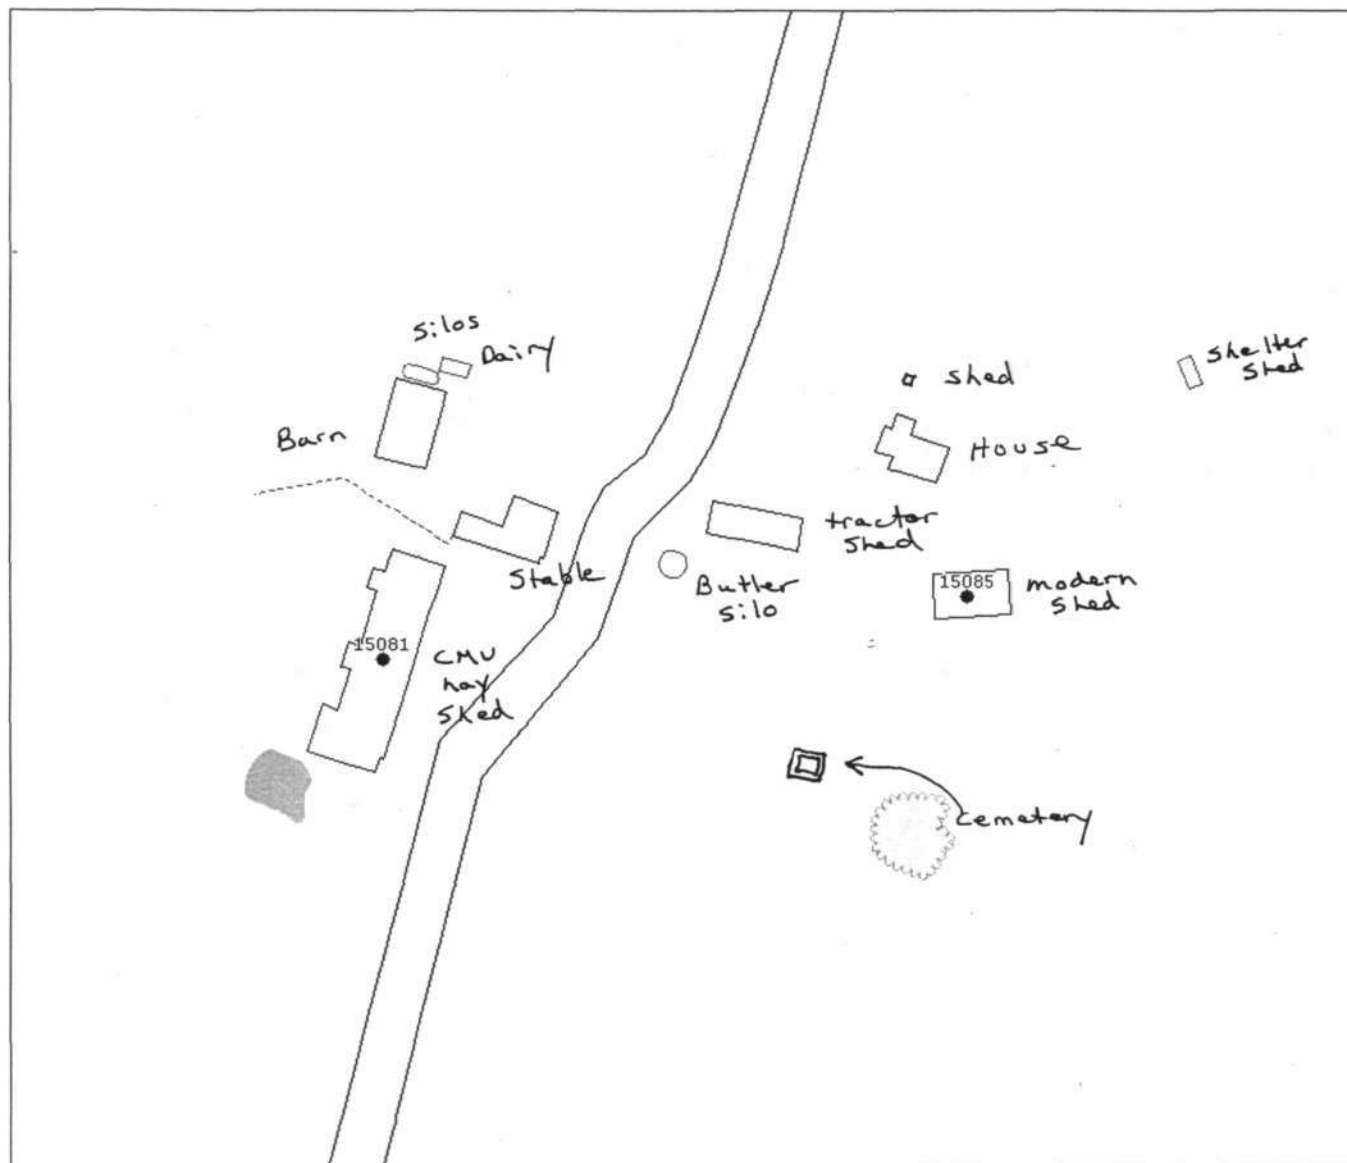 Silos
Dairy
Barn
Stable
15081
CMU
hay
Shed
shed
Shelter
Shed
House
tractor
Shed
Butler
Silo
15085
modern
Shed
Cemetery